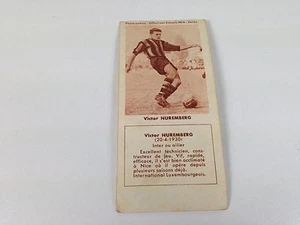 Victor NUREMBERG
Victor NUREMBERG
(20-4-1930)
Inter ou ailier
Excellent technicien, cons-
tructeur de jeu. Vif, rapide,
efficace, il s'est bien acclimaté
à Nice où il opère depuis
plusieurs saisons déjà.
International Luxembourgeois.